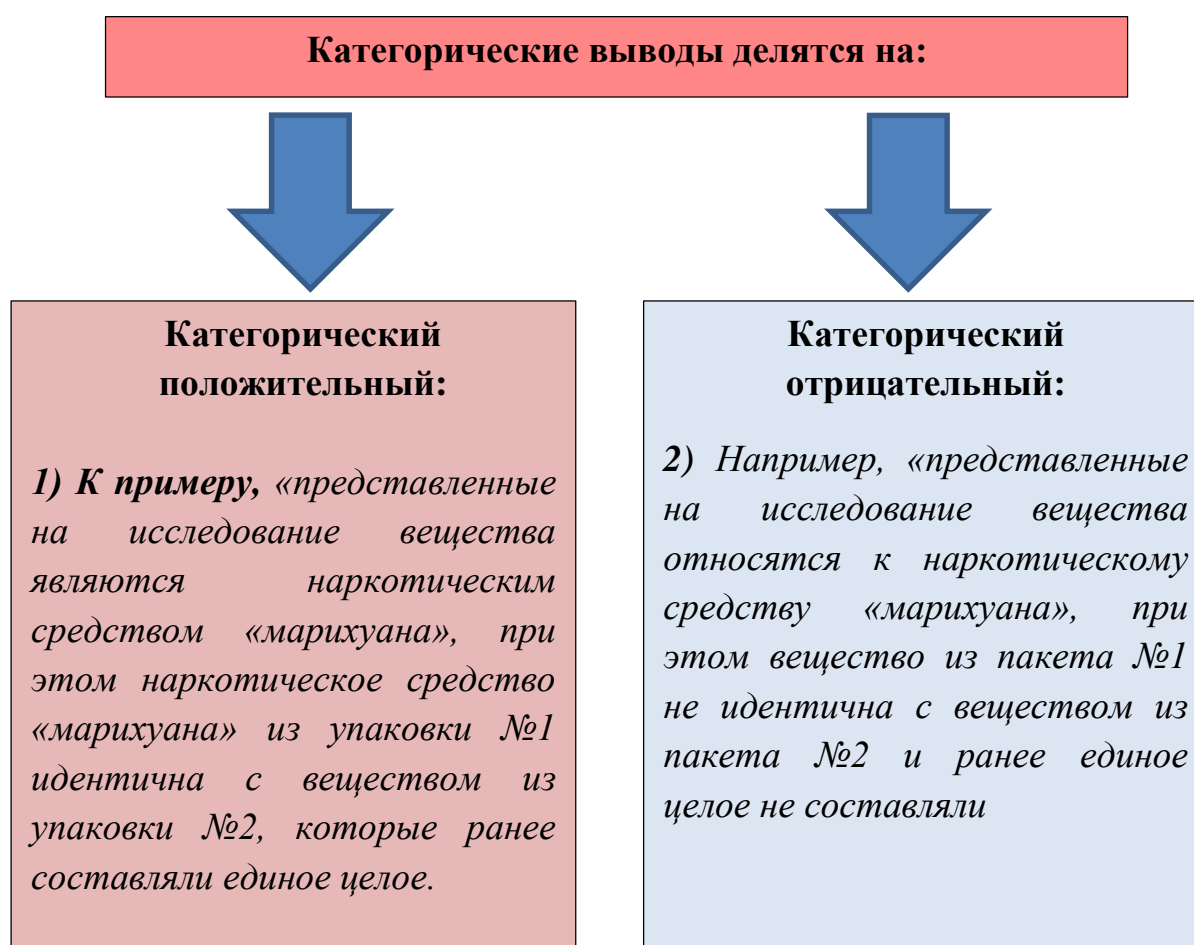 Категорические выводы делятся на:
Категорический
положительный:
1) К примеру, «представленные
на исследование вещества
являются наркотическим
средством «марихуана», при
этом наркотическое средство
«марихуана» из упаковки №1
идентична с веществом из
упаковки №2, которые ранее
составляли единое целое.
Категорический
отрицательный:
2) Например, «представленные
на исследование вещества
относятся к наркотическому
средству «марихуана», при
этом вещество из пакета №1
не идентична с веществом из
пакета №2 и ранее единое
целое не составляли